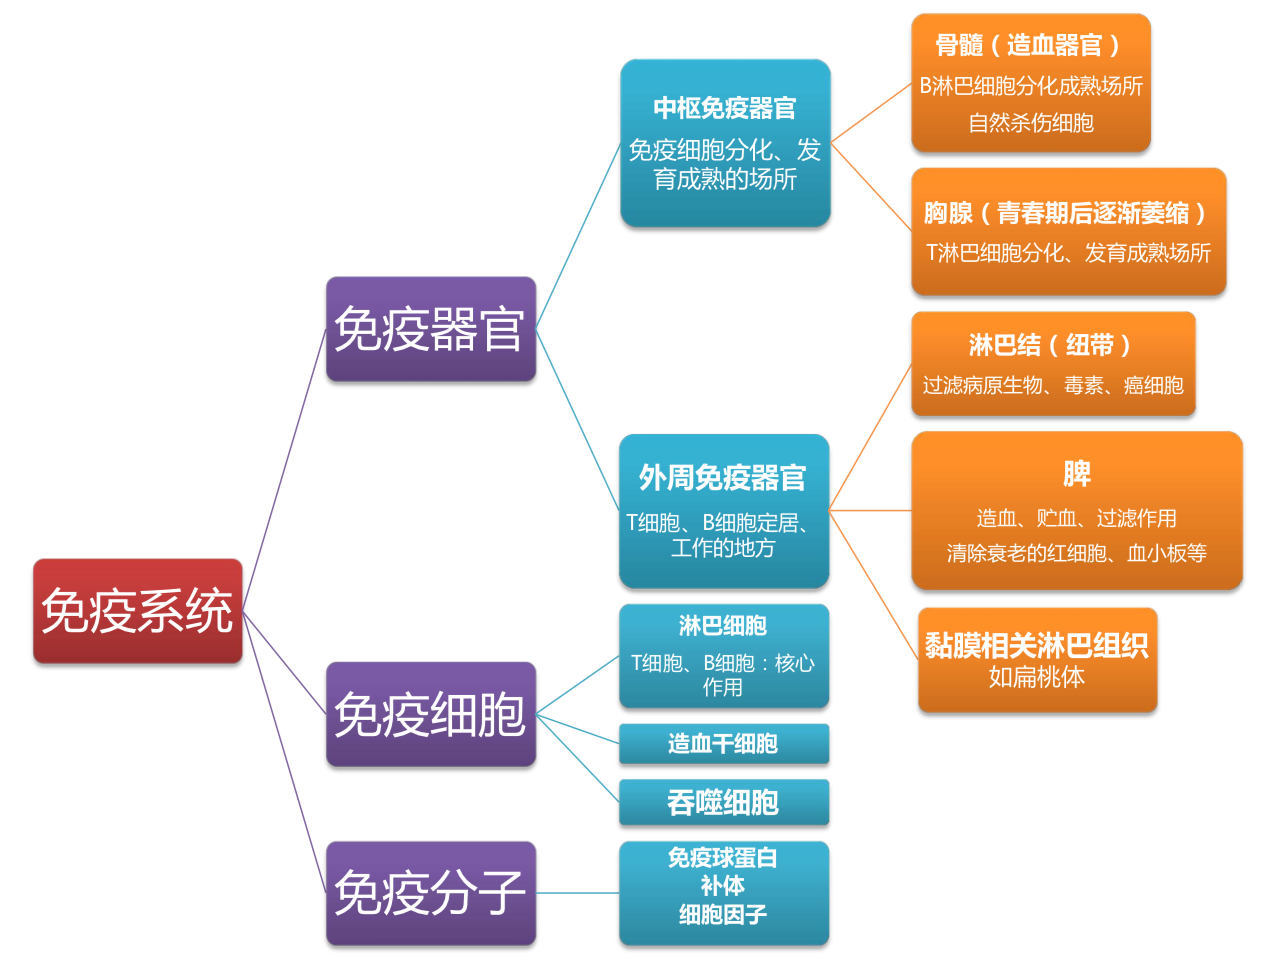 免疫系统
免疫器官
中枢免疫器官
免疫细胞分化、发
育成熟的场所
骨髓（造血器官）
B淋巴细胞分化成熟场所
自然杀伤细胞
胸腺（青春期后逐渐萎缩）
T淋巴细胞分化、发育成熟场所
外周免疫器官
T细胞、B细胞定居、
工作的地方
淋巴结（纽带）
过滤病原生物、毒素、癌细胞
脾
造血、贮血、过滤作用
清除衰老的红细胞、血小板等
黏膜相关淋巴组织
如扁桃体
免疫细胞
淋巴细胞
T细胞、B细胞：核心
作用
造血干细胞
吞噬细胞
免疫分子
免疫球蛋白
补体
细胞因子